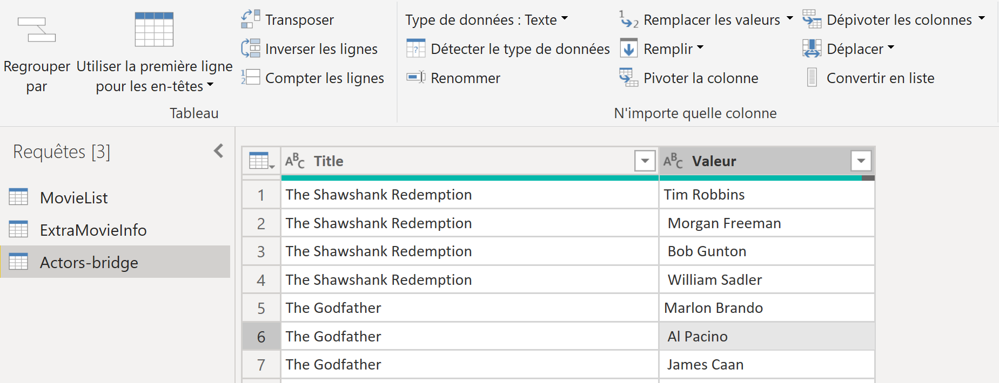 Regrouper
par
Utiliser la première ligne
pour les en-têtes
Transposer
Inverser les lignes
Compter les lignes
Tableau
Type de données : Texte
Détecter le type de données
Renommer
1 2 Remplacer les valeurs
Remplir
Pivoter la colonne
Dépivoter les colonnes
Déplacer
Convertir en liste
N'importe quelle colonne
Requêtes [3]
MovieList
ExtraMovieInfo
Actors-bridge
ABC Title ABC Valeur
1 The Shawshank Redemption Tim Robbins
2 The Shawshank Redemption Morgan Freeman
3 The Shawshank Redemption Bob Gunton
4 The Shawshank Redemption William Sadler
5 The Godfather Marlon Brando
6 The Godfather Al Pacino
7 The Godfather James Caan